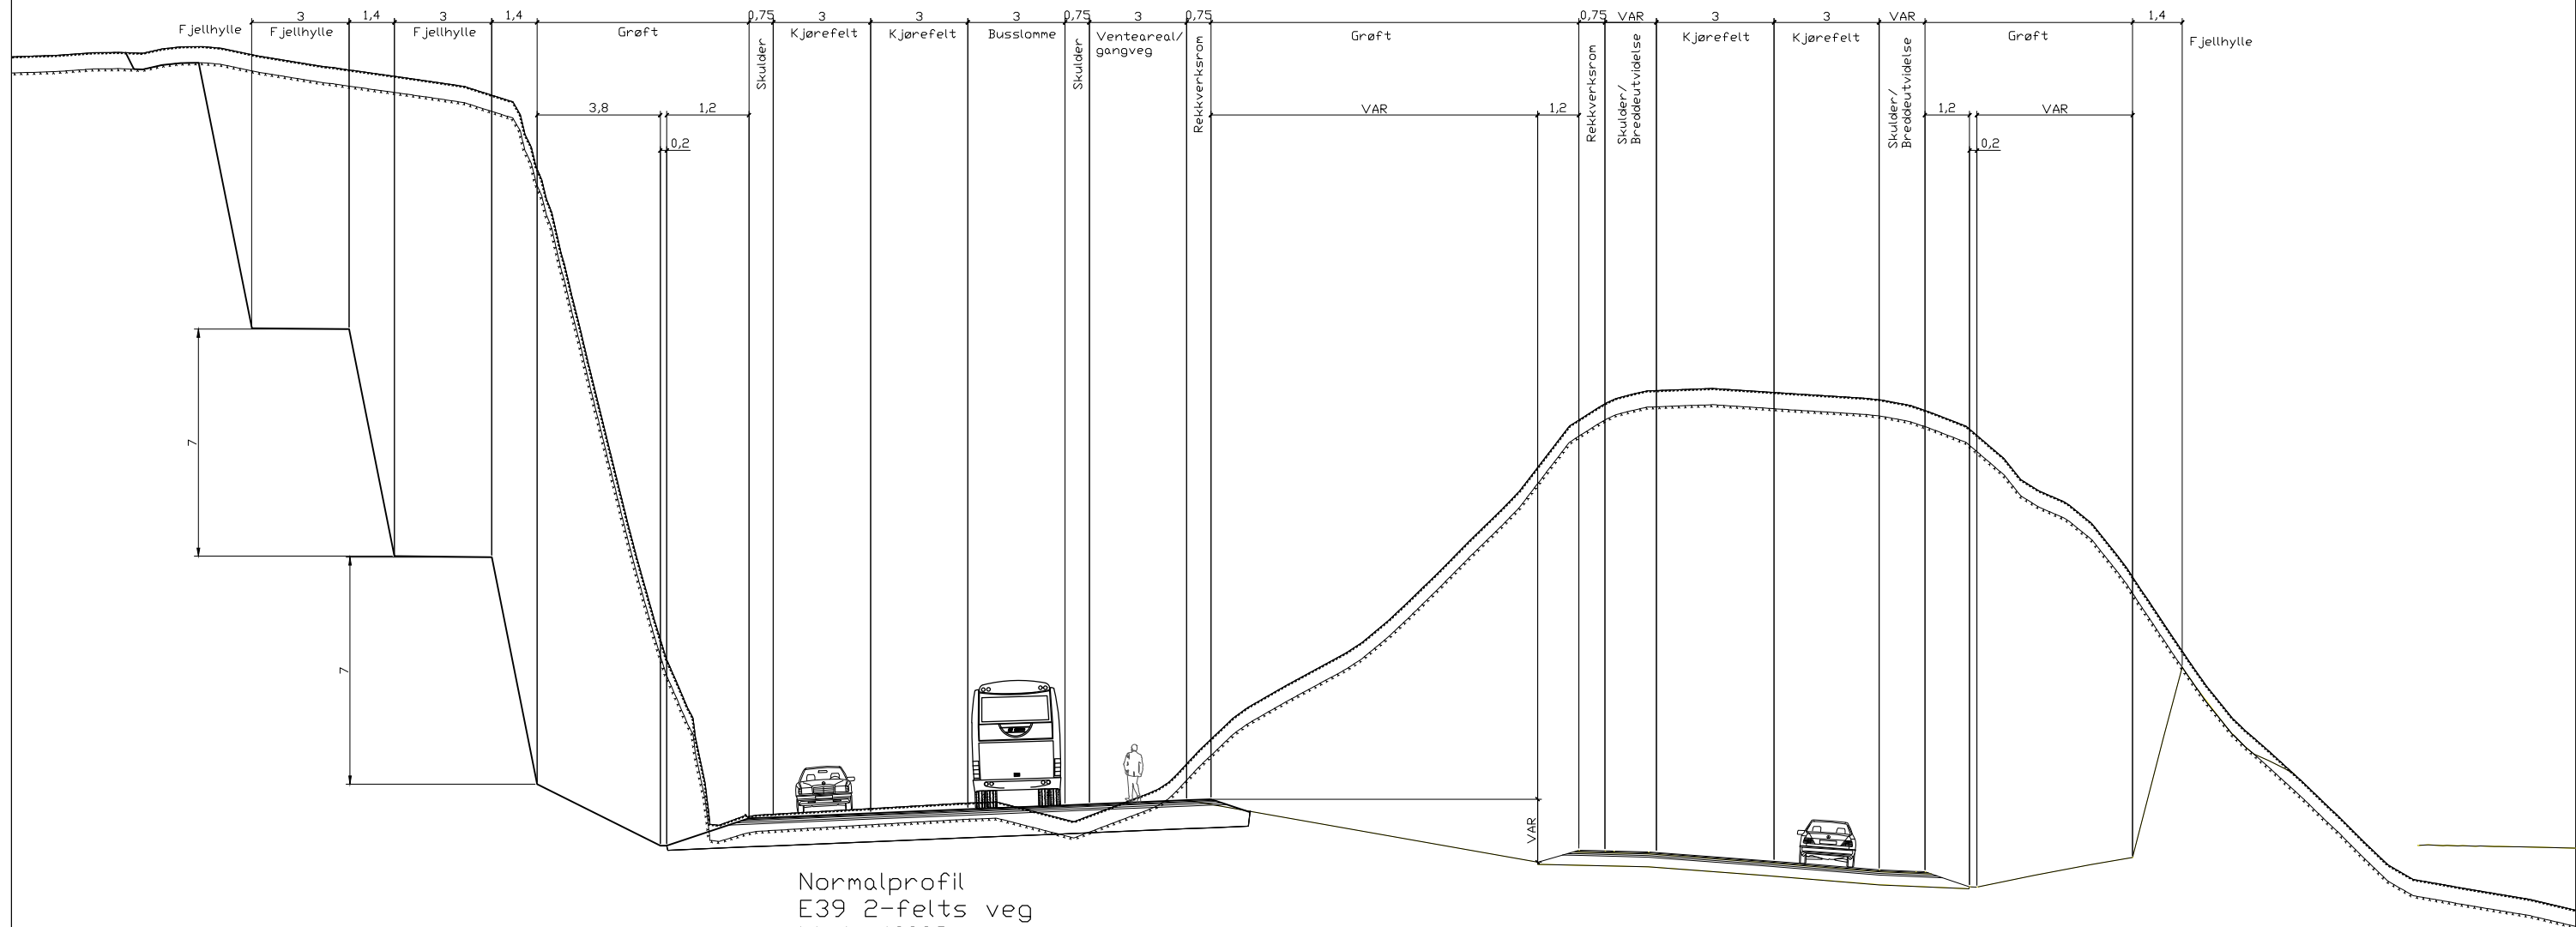 3 1,4 3 1,4 0,75 3 3 3 0,75 3 0,75 0,75 VAR 3 3 VAR 1,4
Fjellhylle Fjellhylle Fjellhylle Grøft Skulder Kjørefelt Kjørefelt Busslomme Skulder Venteareal/
gangveg
Rekkverksrom Grøft Rekkverksrom Skulder/
Breddeutvidelse
Kjørefelt Kjørefelt Skulder/
Breddeutvidelse
Grøft Fjellhylle
3,8 1,2 VAR 1,2 1,2 VAR
0,2 0,2
7
7
VAR
Normalprofil
E39 2-felts veg